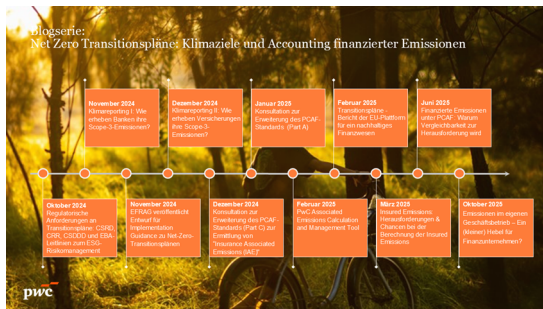 Blogserie:
Net Zero Transitionspläne: Klimaziele und Accounting finanzierter Emissionen
November 2024
Klimareporting I: Wie
erheben Banken ihre
Scope-3-Emissionen?
Dezember 2024
Klimareporting II: Wie
erheben Versicherungen
ihre Scope-3-
Emissionen?
Januar 2025
Konsultation zur
Erweiterung des PCAF-
Standards (Part A)
Februar 2025
Transitionspläne -
Bericht der EU-Plattform
für ein nachhaltiges
Finanzwesen
Juni 2025
Finanzierte Emissionen
unter PCAF: Warum
Vergleichbarkeit zur
Herausforderung wird
Oktober 2024
Regulatorische
Anforderungen an
Transitionspläne: CSRD,
CRR, CSDDD und EBA-
Leitlinien zum ESG-
Risikomanagement
November 2024
EFRAG veröffentlicht
Entwurf für
Implementation
Guidance zu Net-Zero-
Transitionsplänen
Dezember 2024
Konsultation zur
Erweiterung des PCAF-
Standards (Part C) zur
Ermittlung von
"Insurance Associated
Emissions (IAE)"
Februar 2025
PwC Associated
Emissions Calculation
and Management Tool
März 2025
Insured Emissions
Herausforderungen &
Chancen bei der
Berechnung der Insured
Emissions
Oktober 2025
Emissionen im eigenen
Geschäftsbetrieb – Ein
(kleiner) Hebel für
Finanzunternehmen?
pwc